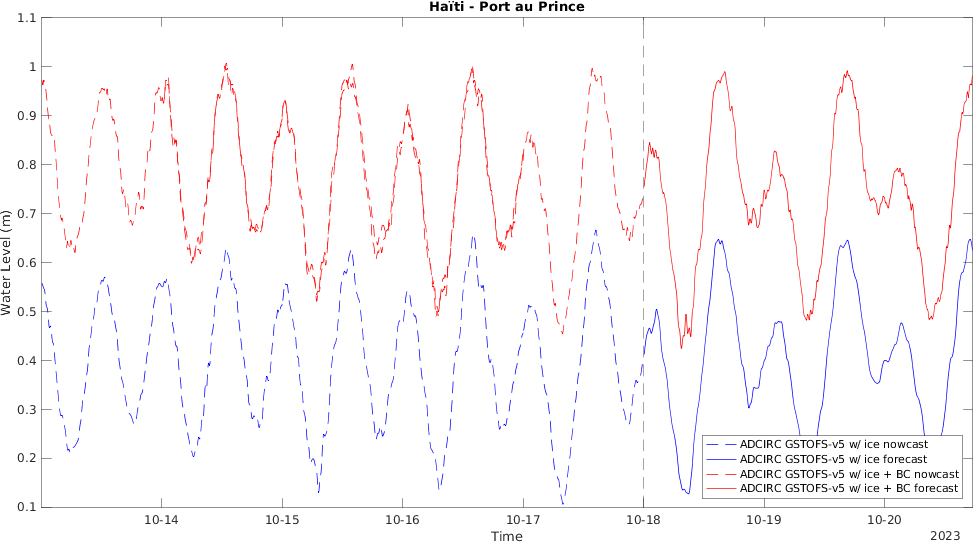 Haïti - Port au Prince
Water Level (m)
1.1
1
0.9
0.8
0.7
0.6
0.5
0.4
0.3
0.2
0.1
ADCIRC GSTOFS-v5 w/ ice nowcast
ADCIRC GSTOFS-v5 w/ ice forecast
ADCIRC GSTOFS-v5 w/ ice + BC nowcast
ADCIRC GSTOFS-v5 w/ ice + BC forecast
10-14 10-15 10-16 10-17 10-18 10-19 10-20
Time
2023